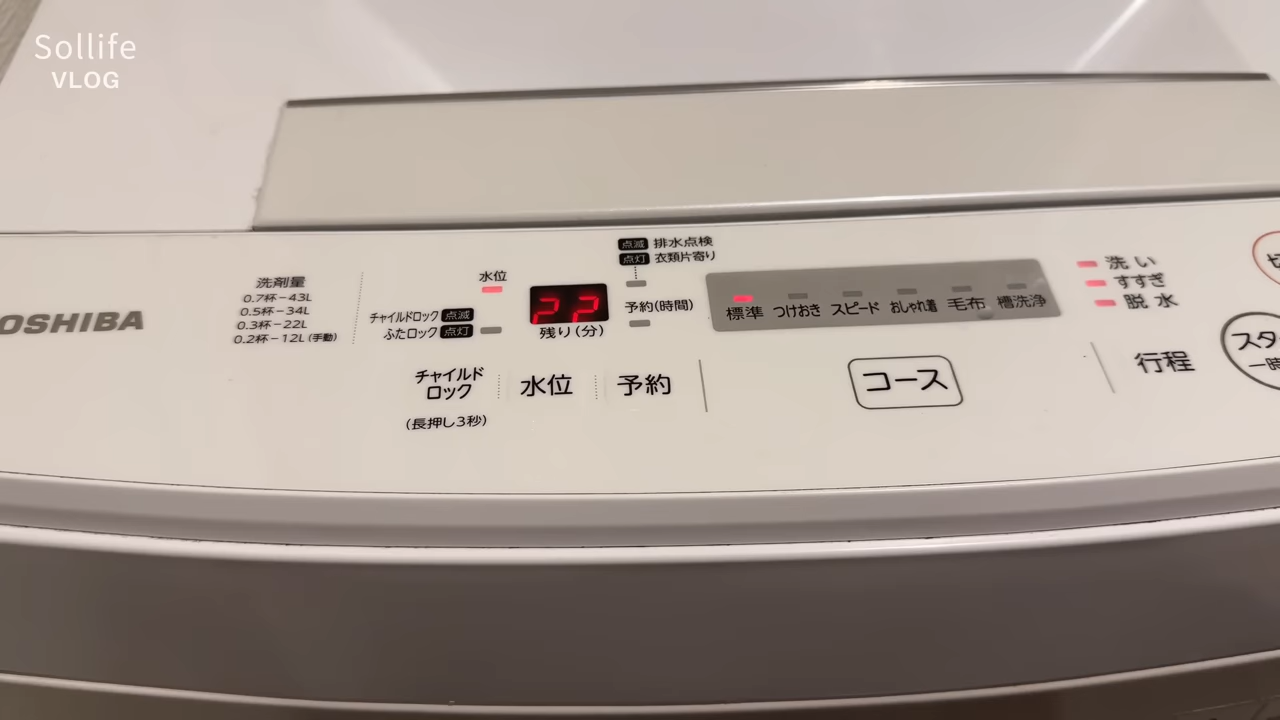 Sollife
VLOG
点滅 排水点検
点灯 衣類片寄り
洗剤量
0.7杯－43L
0.5杯－34L
0.3杯－22L
0.2杯－12L (手動)
水位
チャイルドロック 点滅
ふたロック 点灯
22
残り(分)
予約(時間)
標準 つけおき スピード おしゃれ着 毛布 槽洗浄
洗い
すすぎ
脱水
OSHIBA
チャイルド
ロック
(長押し3秒)
水位
予約
コース
行程
スタ
一時
切